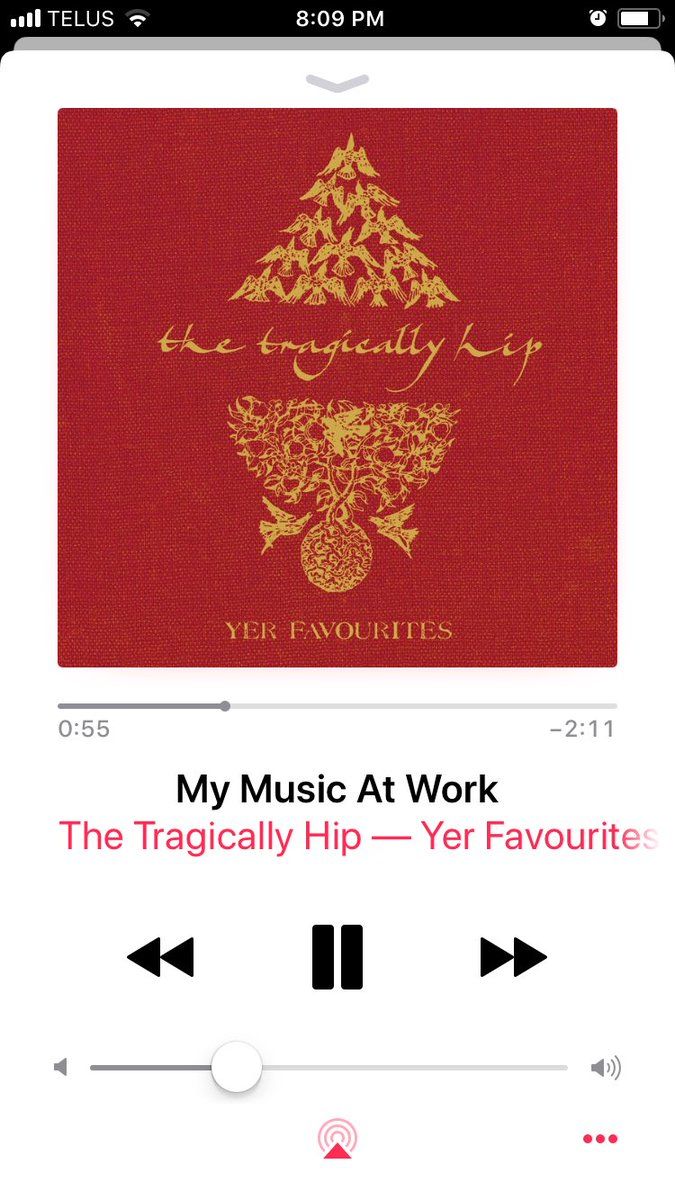 TELUS 8:09 PM
the tragically hip
YER FAVOURITES
0:55 −2:11
My Music At Work
The Tragically Hip — Yer Favourites